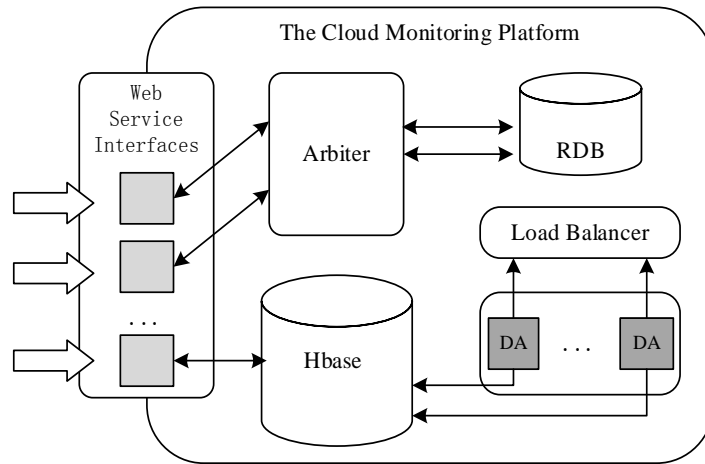 The Cloud Monitoring Platform
Web
Service
Interfaces
Arbiter
RDB
Load Balancer
...
Hbase
DA
...
DA